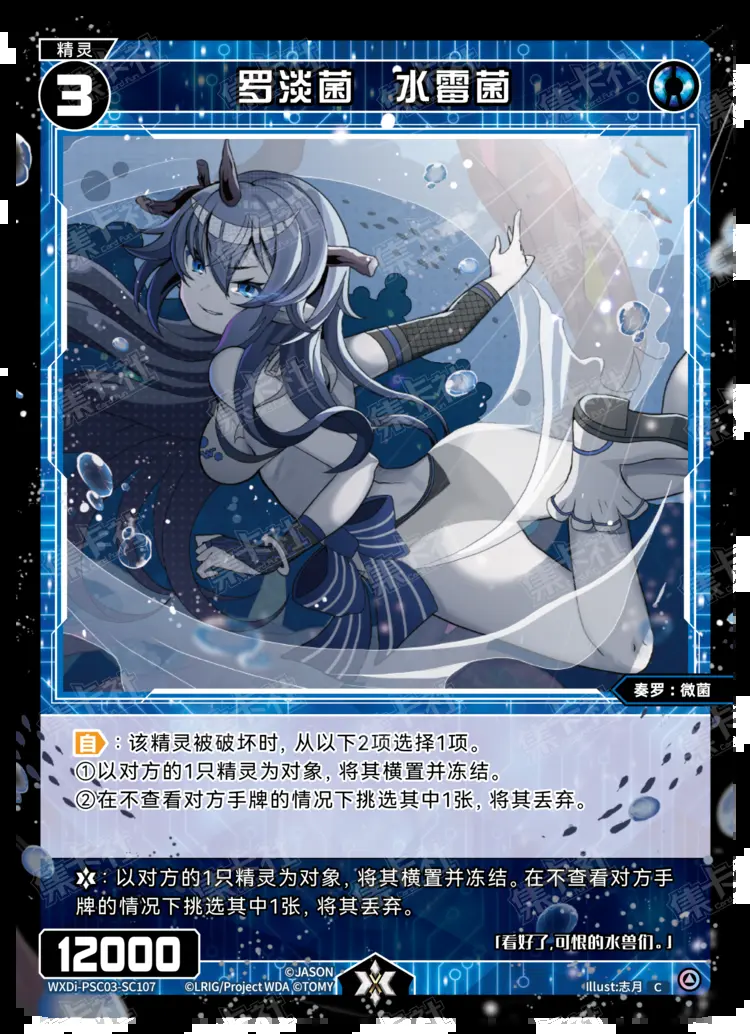 精灵
3
罗淡菌　水霉菌
奏罗：微菌
自：该精灵被破坏时，从以下2项选择1项。
①以对方的1只精灵为对象，将其横置并冻结。
②在不查看对方手牌的情况下挑选其中1张，将其丢弃。
：以对方的1只精灵为对象，将其横置并冻结。在不查看对方手
牌的情况下挑选其中1张，将其丢弃。
「看好了，可恨的水兽们。」
12000
©JASON
WXDi-PSC03-SC107 ©LRIG/Project WDA ©TOMY
Illust:志月 C
集卡社